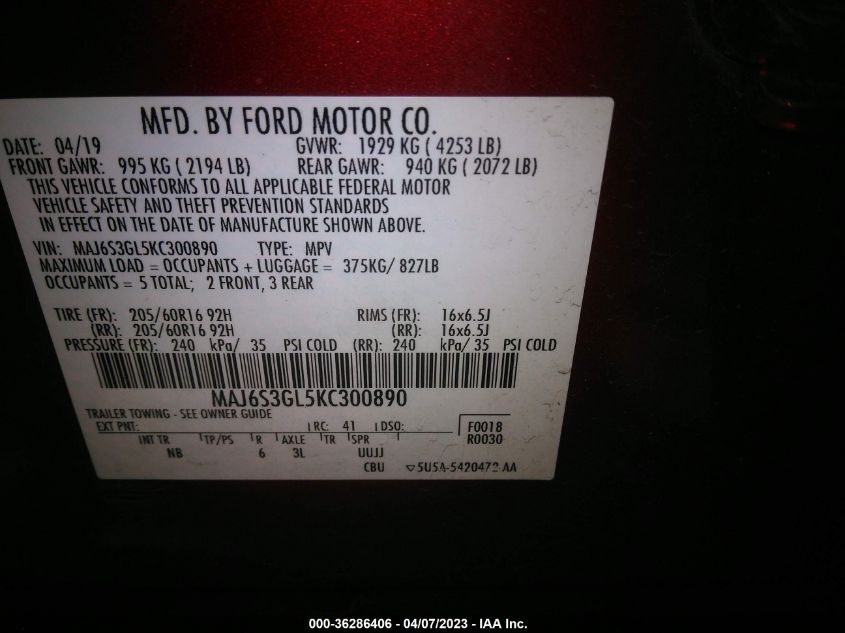 MFD. BY FORD MOTOR CO.
DATE: 04/19 GVWR: 1929 KG ( 4253 LB)
FRONT GAWR: 995 KG ( 2194 LB) REAR GAWR: 940 KG ( 2072 LB)
THIS VEHICLE CONFORMS TO ALL APPLICABLE FEDERAL MOTOR
VEHICLE SAFETY AND THEFT PREVENTION STANDARDS
IN EFFECT ON THE DATE OF MANUFACTURE SHOWN ABOVE.
VIN: MAJ6S3GL5KC300890 TYPE: MPV
MAXIMUM LOAD = OCCUPANTS + LUGGAGE = 375KG/ 827LB
OCCUPANTS = 5 TOTAL; 2 FRONT, 3 REAR
TIRE (FR): 205/60R16 92H RIMS (FR): 16x6.5J
(RR): 205/60R16 92H (RR): 16x6.5J
PRESSURE (FR): 240 kPa/ 35 PSI COLD (RR): 240 kPa/ 35 PSI COLD
MAJ6S3GL5KC300890
TRAILER TOWING - SEE OWNER GUIDE
EXT PNT: RC: 41 DSO: F0018
INT TR TP/PS R AXLE TR SPR R0030
NB 6 3L UUJJ
CBU ▽5U5A-5420472-AA
000-36286406 - 04/07/2023 - IAA Inc.